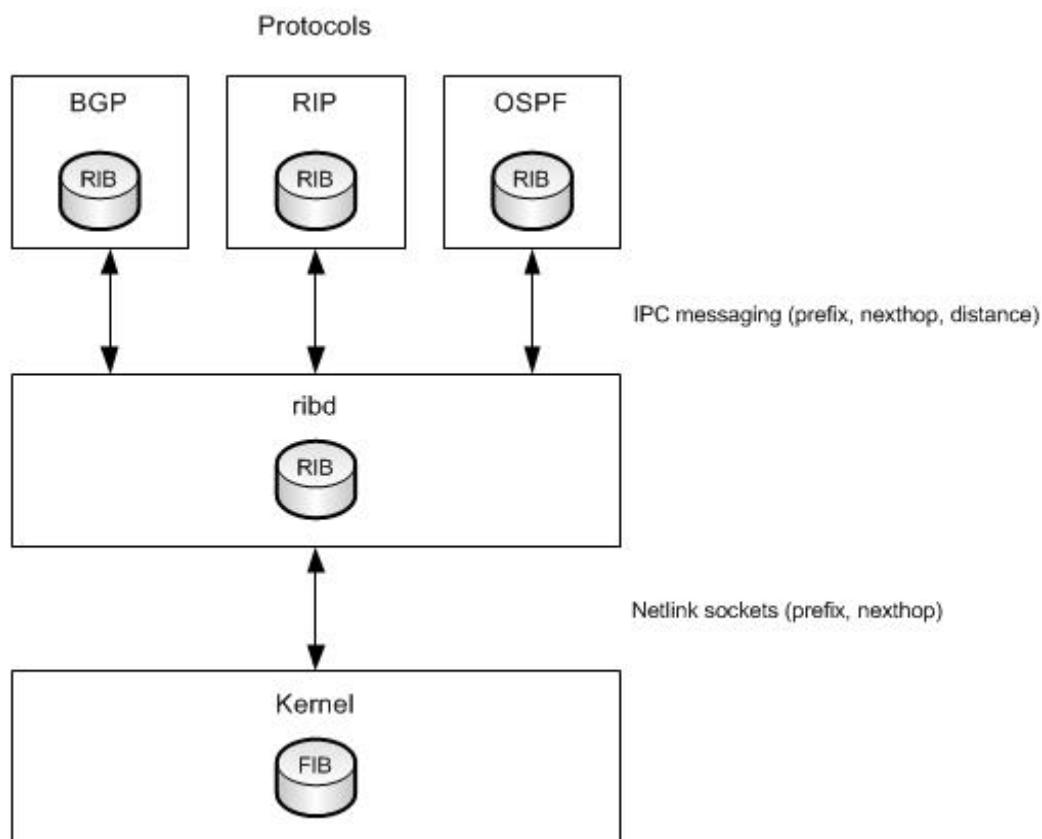 Protocols
BGP
RIP
OSPF
RIB
RIB
RIB
IPC messaging (prefix, nexthop, distance)
ribd
RIB
Netlink sockets (prefix, nexthop)
Kernel
FIB